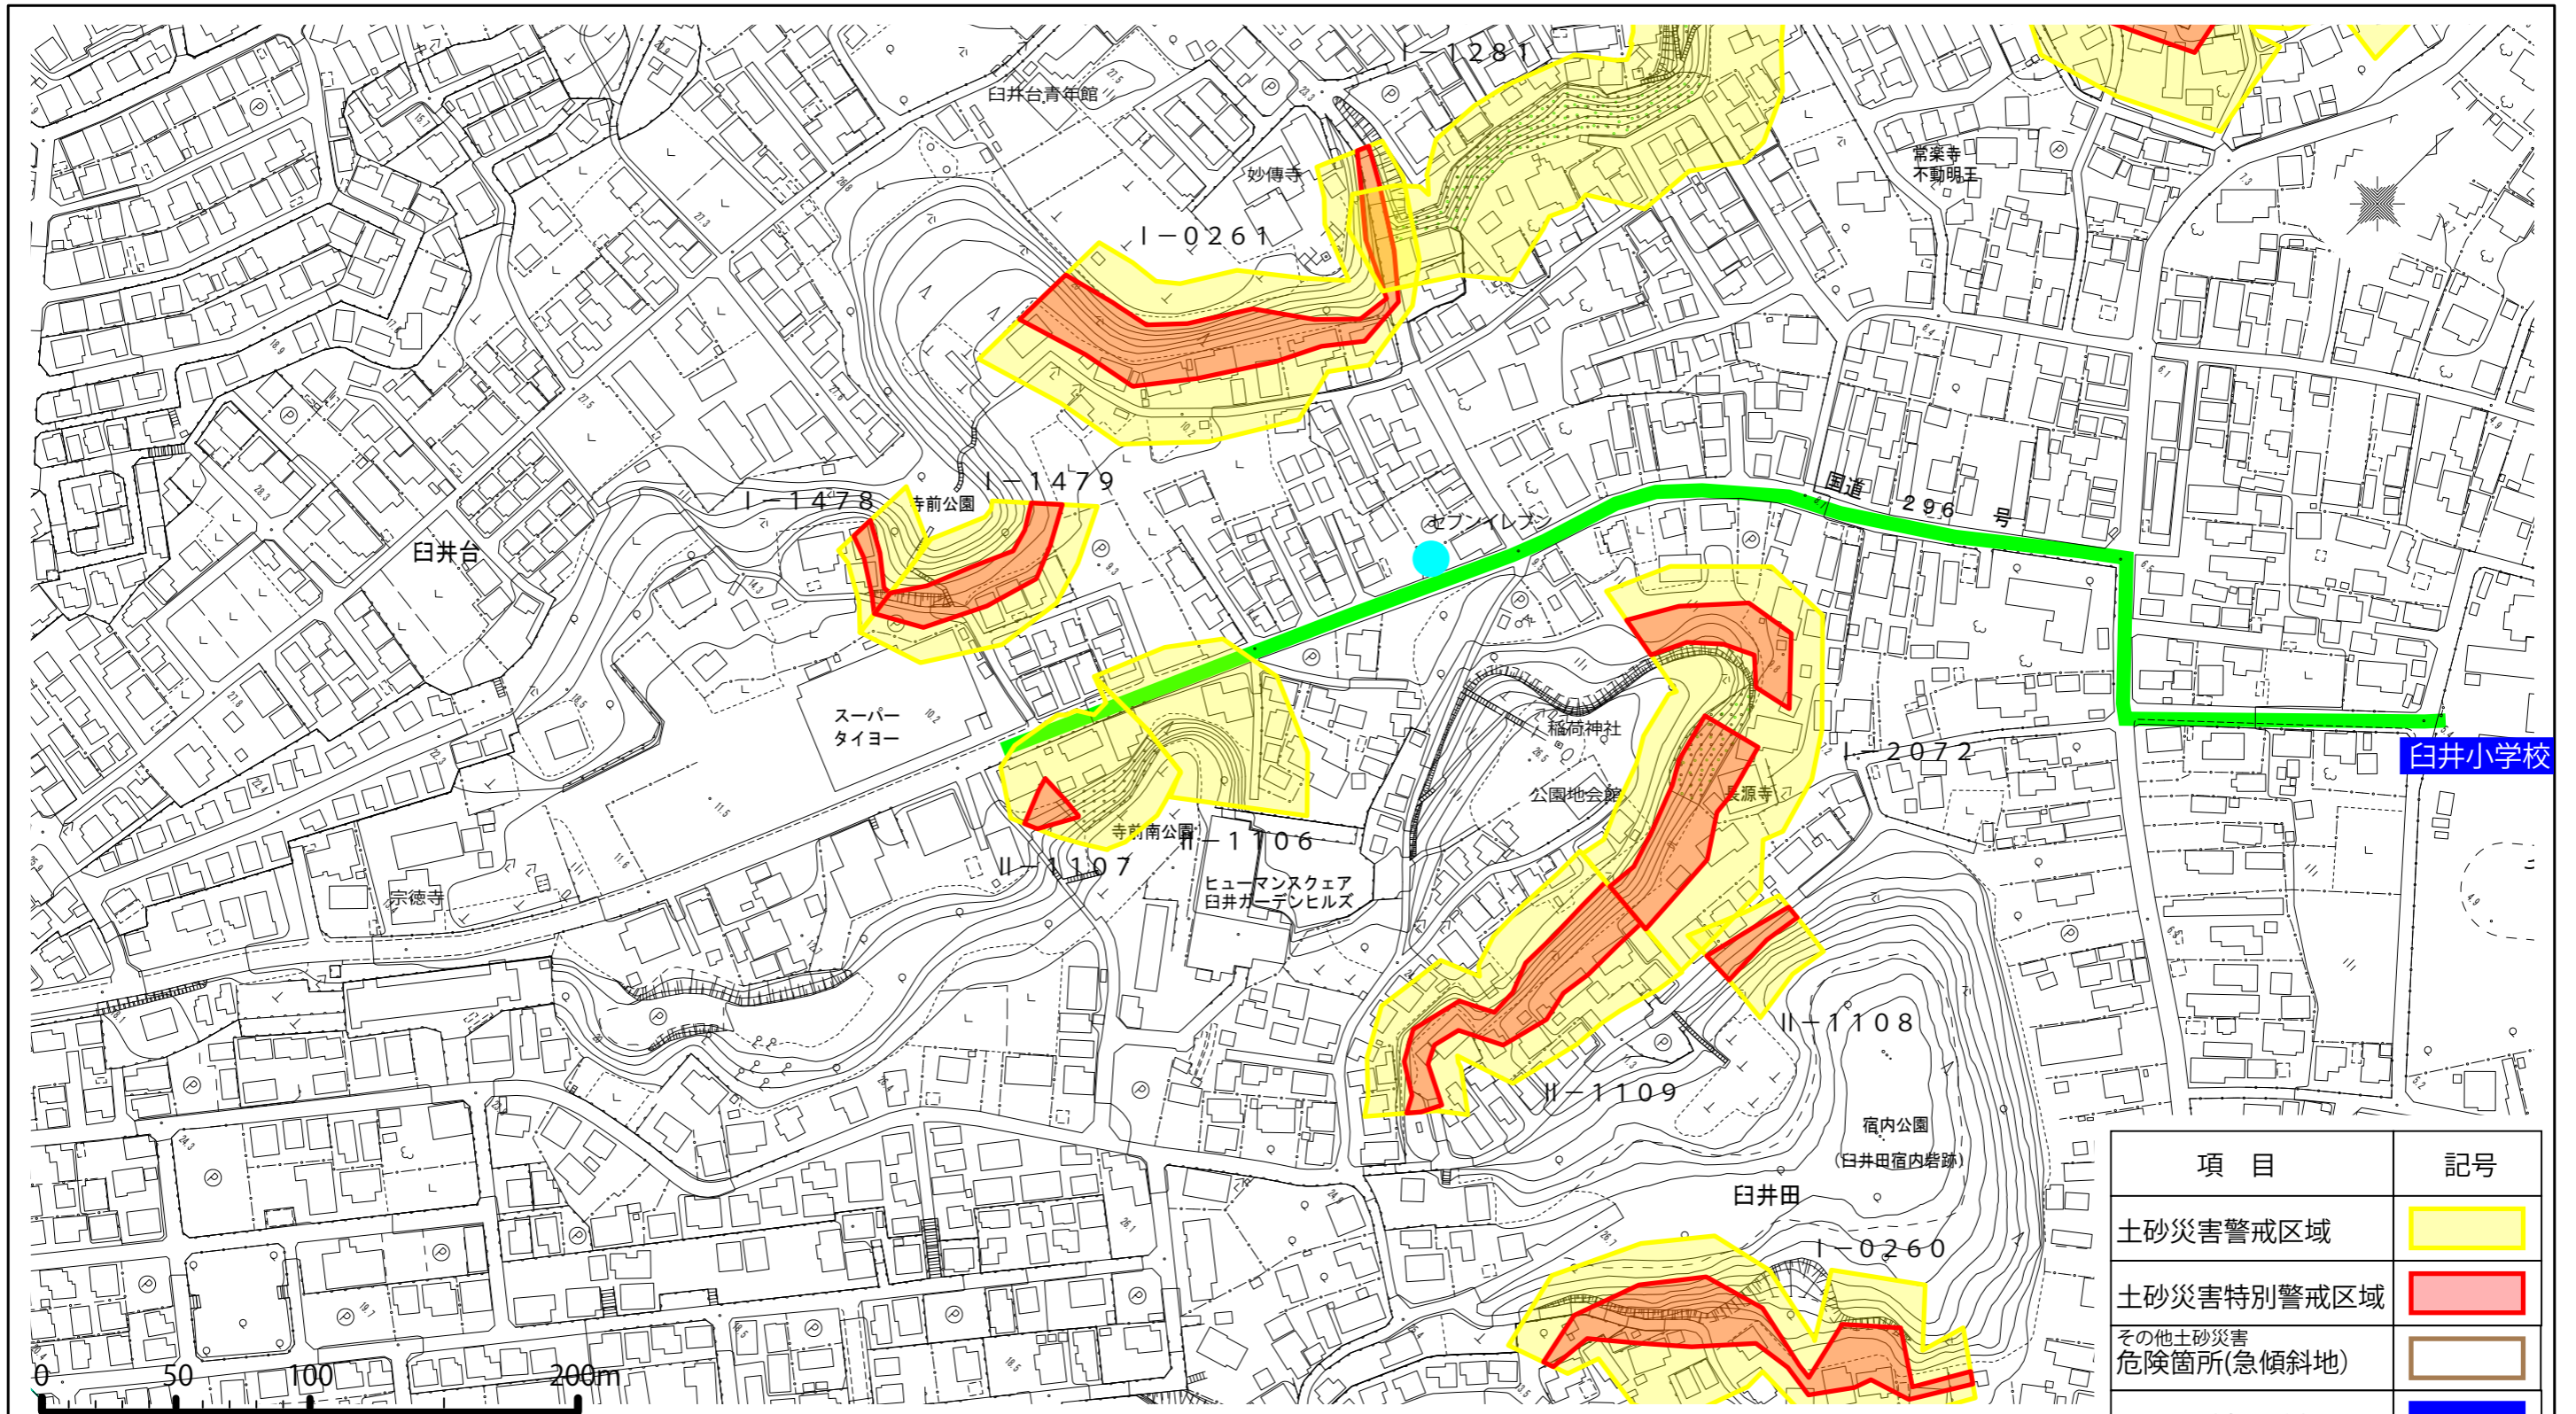 Ⅰ－1281
臼井台青年館
妙傳寺
常楽寺
不動明王
Ⅰ－0261
Ⅰ－1479
Ⅰ－1478
寺前公園
国道 296 号
セブンイレブン
臼井台
スーパー
タイヨー
稲荷神社
Ⅰ－2072
臼井小学校
公園地会館
長源寺
寺前南公園
Ⅱ－1106
Ⅱ－1107
ヒューマンスクェア
臼井ガーデンヒルズ
宗徳寺
Ⅱ－1108
Ⅱ－1109
宿内公園
(臼井田宿内砦跡)
臼井田
Ⅰ－0260
項 目 記号
土砂災害警戒区域
土砂災害特別警戒区域
その他土砂災害
危険箇所(急傾斜地)
0 50 100 200m